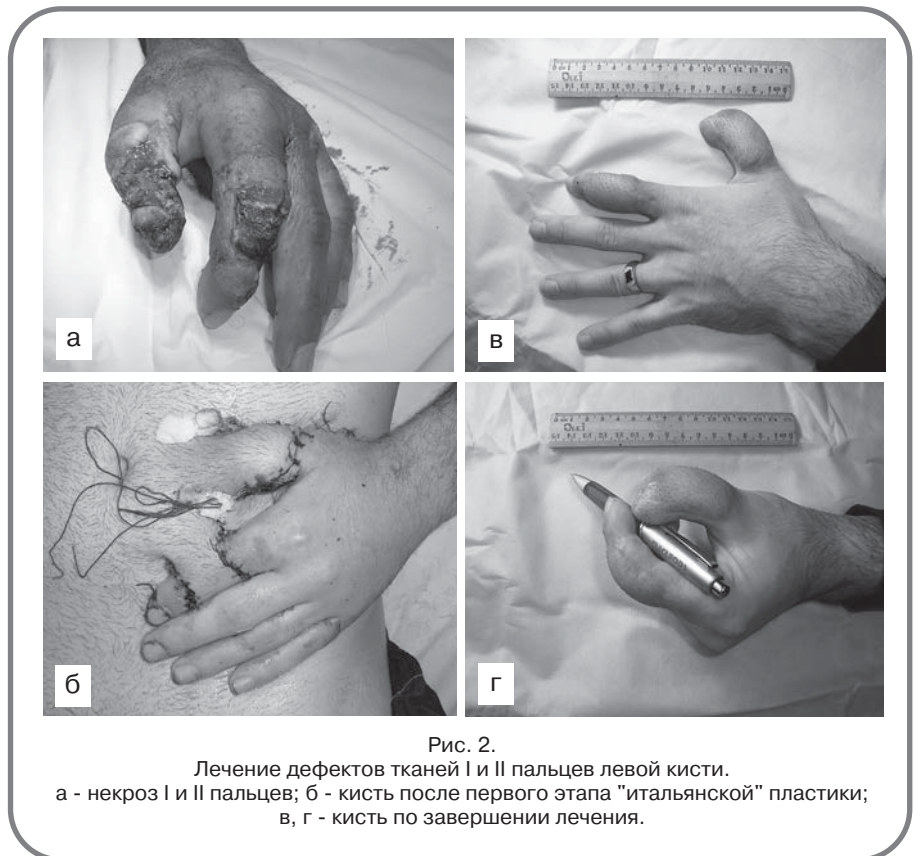 а
в
б
г
Рис. 2.
Лечение дефектов тканей I и II пальцев левой кисти.
а - некроз I и II пальцев; б - кисть после первого этапа "итальянской" пластики;
в, г - кисть по завершении лечения.